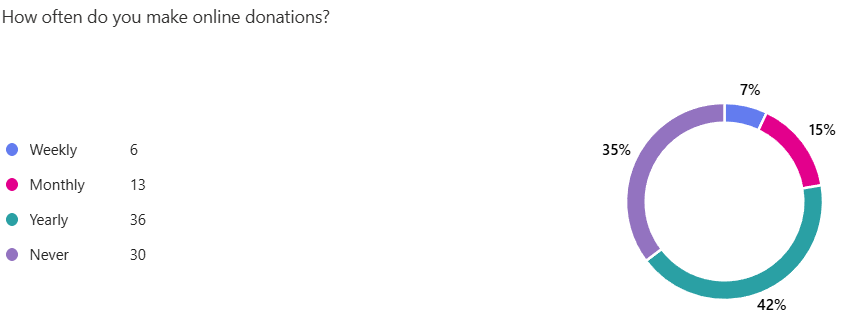 How often do you make online donations?
Weekly 6
Monthly 13
Yearly 36
Never 30
7%
15%
35%
42%